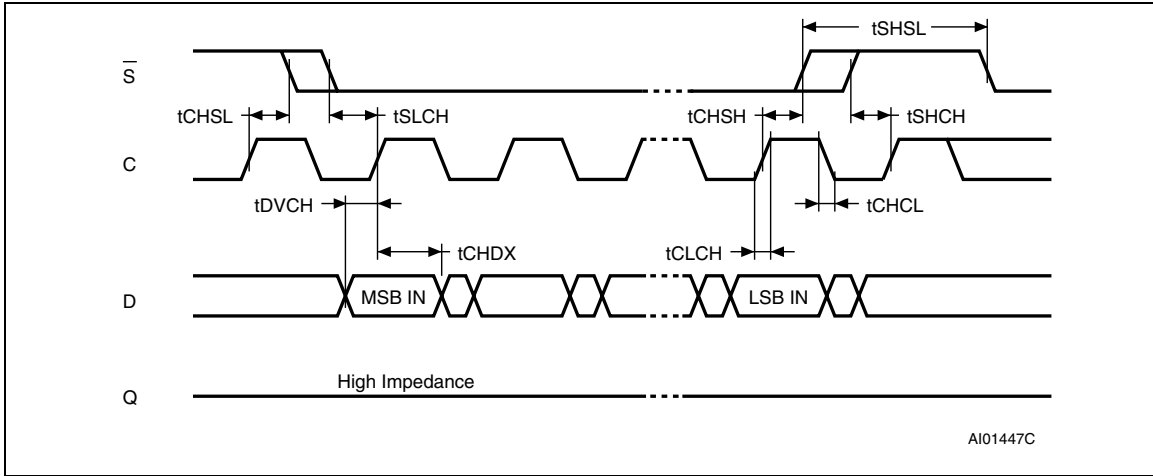 tSHSL
S̅
tCHSL
tSLCH
tCHSH
tSHCH
C
tDVCH
tCHCL
tCHDX
tCLCH
D
MSB IN
LSB IN
High Impedance
Q
AI01447C